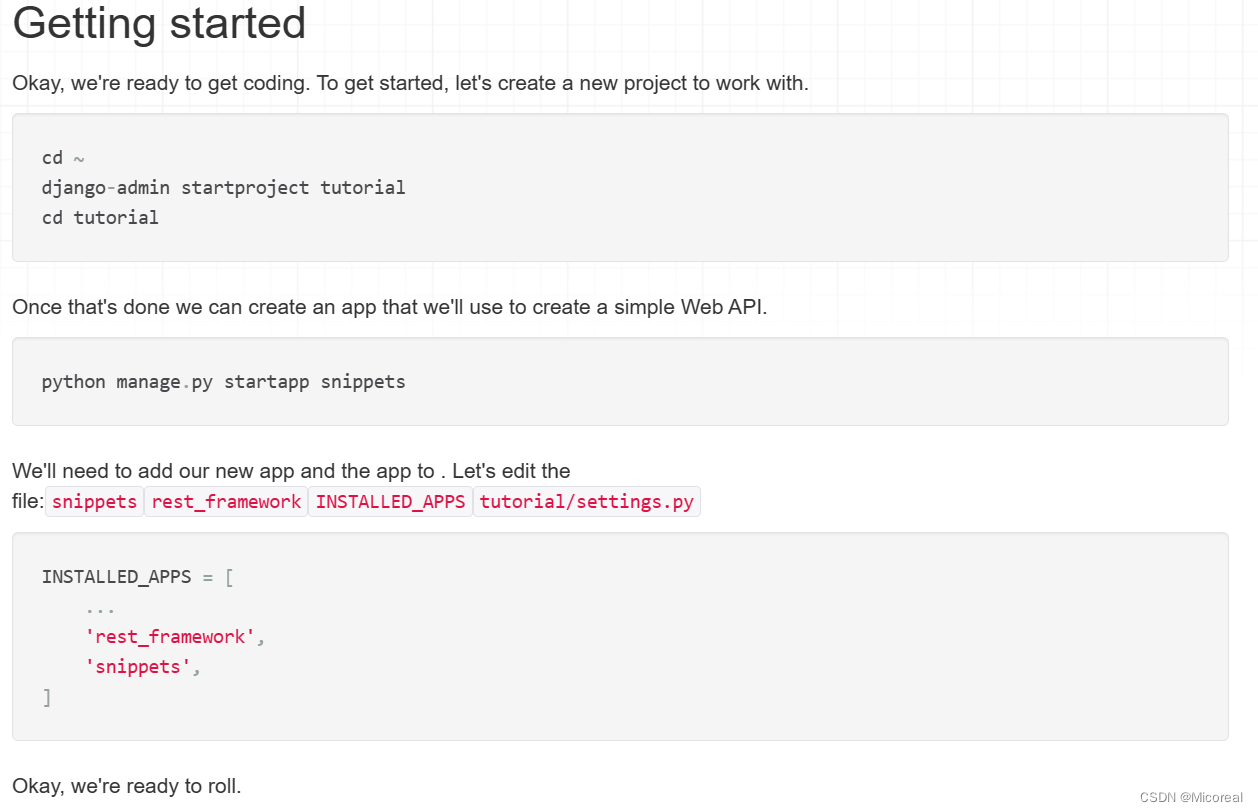 Getting started
Okay, we're ready to get coding. To get started, let's create a new project to work with.
cd ~
django-admin startproject tutorial
cd tutorial
Once that's done we can create an app that we'll use to create a simple Web API.
python manage.py startapp snippets
We'll need to add our new app and the app to . Let's edit the
file: snippets rest_framework INSTALLED_APPS tutorial/settings.py
INSTALLED_APPS = [
    ...
    'rest_framework',
    'snippets',
]
Okay, we're ready to roll.
CSDN @Micoreal